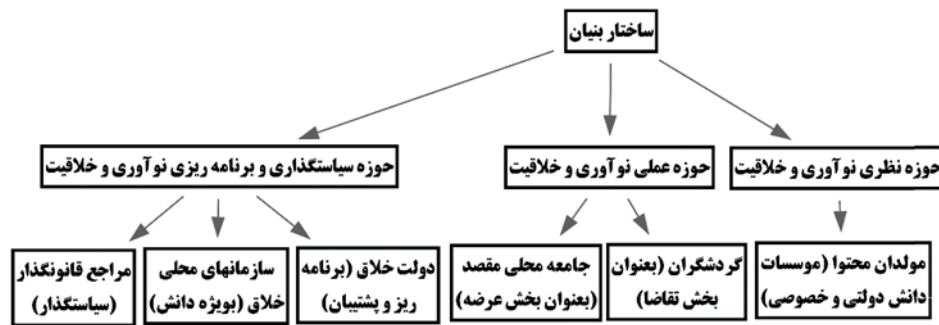 ساختار بنیان
حوزه نظری نوآوری و خلاقیت
حوزه عملی نوآوری و خلاقیت
حوزه سیاستگذاری و برنامه ریزی نوآوری و خلاقیت
مولدان محتوا (موسسات
دانش دولتی و خصوصی)
گردشگران (بعنوان
بخش تقاضا)
جامعه محلی مقصد
(بعنوان بخش عرضه)
دولت خلاق (برنامه
ریز و پشتیبان)
سازمانهای محلی
خلاق (بویژه دانش)
مراجع قانونگذار
(سیاستگذار)